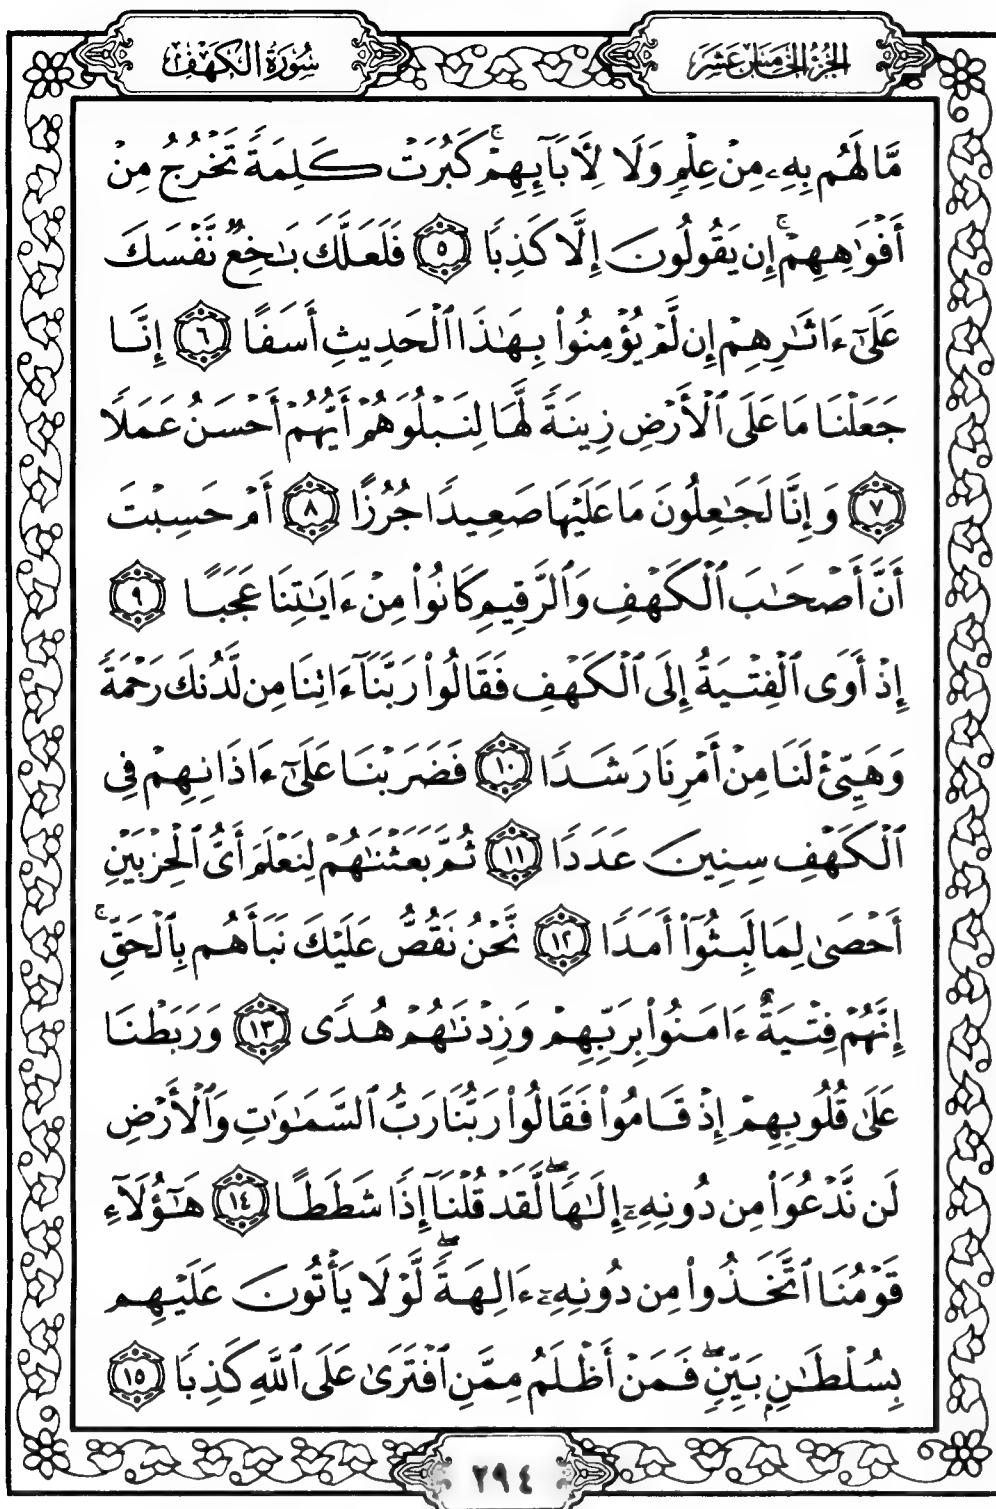 الجزء الخامس عشر
سورة الكهف
مَّا لَهُم بِهِۦ مِنْ عِلْمٍ وَلَا لِأَبَآئِهِمْۚ كَبُرَتْ كَلِمَةً تَخْرُجُ مِنْ
أَفْوَٰهِهِمْۚ إِن يَقُولُونَ إِلَّا كَذِبًا ٥ فَلَعَلَّكَ بَٰخِعٌ نَّفْسَكَ
عَلَىٰٓ ءَاثَٰرِهِمْ إِن لَّمْ يُؤْمِنُوا۟ بِهَٰذَا ٱلْحَدِيثِ أَسَفًا ٦ إِنَّا
جَعَلْنَا مَا عَلَى ٱلْأَرْضِ زِينَةً لَّهَا لِنَبْلُوَهُمْ أَيُّهُمْ أَحْسَنُ عَمَلًا
٧ وَإِنَّا لَجَٰعِلُونَ مَا عَلَيْهَا صَعِيدًا جُرُزًا ٨ أَمْ حَسِبْتَ
أَنَّ أَصْحَٰبَ ٱلْكَهْفِ وَٱلرَّقِيمِ كَانُوا۟ مِنْ ءَايَٰتِنَا عَجَبًا ٩
إِذْ أَوَى ٱلْفِتْيَةُ إِلَى ٱلْكَهْفِ فَقَالُوا۟ رَبَّنَآ ءَاتِنَا مِن لَّدُنكَ رَحْمَةً
وَهَيِّئْ لَنَا مِنْ أَمْرِنَا رَشَدًا ١٠ فَضَرَبْنَا عَلَىٰٓ ءَاذَانِهِمْ فِى
ٱلْكَهْفِ سِنِينَ عَدَدًا ١١ ثُمَّ بَعَثْنَٰهُمْ لِنَعْلَمَ أَىُّ ٱلْحِزْبَيْنِ
أَحْصَىٰ لِمَا لَبِثُوٓا۟ أَمَدًا ١٢ نَّحْنُ نَقُصُّ عَلَيْكَ نَبَأَهُم بِٱلْحَقِّۚ
إِنَّهُمْ فِتْيَةٌ ءَامَنُوا۟ بِرَبِّهِمْ وَزِدْنَٰهُمْ هُدًى ١٣ وَرَبَطْنَا
عَلَىٰ قُلُوبِهِمْ إِذْ قَامُوا۟ فَقَالُوا۟ رَبُّنَا رَبُّ ٱلسَّمَٰوَٰتِ وَٱلْأَرْضِ
لَن نَّدْعُوَا۟ مِن دُونِهِۦٓ إِلَٰهًاۖ لَّقَدْ قُلْنَآ إِذًا شَطَطًا ١٤ هَٰٓؤُلَآءِ
قَوْمُنَا ٱتَّخَذُوا۟ مِن دُونِهِۦٓ ءَالِهَةًۖ لَّوْلَا يَأْتُونَ عَلَيْهِم
بِسُلْطَٰنٍۭ بَيِّنٍۖ فَمَنْ أَظْلَمُ مِمَّنِ ٱفْتَرَىٰ عَلَى ٱللَّهِ كَذِبًا ١٥
٢٩٤